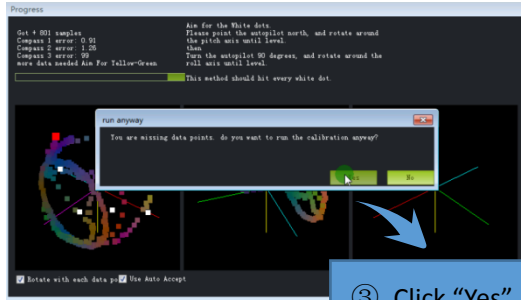 Progress
Got + 801 samples
Compass 1 error: 0.91
Compass 2 error: 1.26
Compass 3 error: 99
more data needed Aim For Yellow-Green
Aim for the White dots.
Please point the autopilot north, and rotate around
the pitch axis until level.
then
Turn the autopilot 90 degrees, and rotate around the
roll axis until level.
This method should hit every white dot.
run anyway
You are missing data points. do you want to run the calibration anyway?
No
Rotate with each data po
Use Auto Accept
③ Click "Yes"